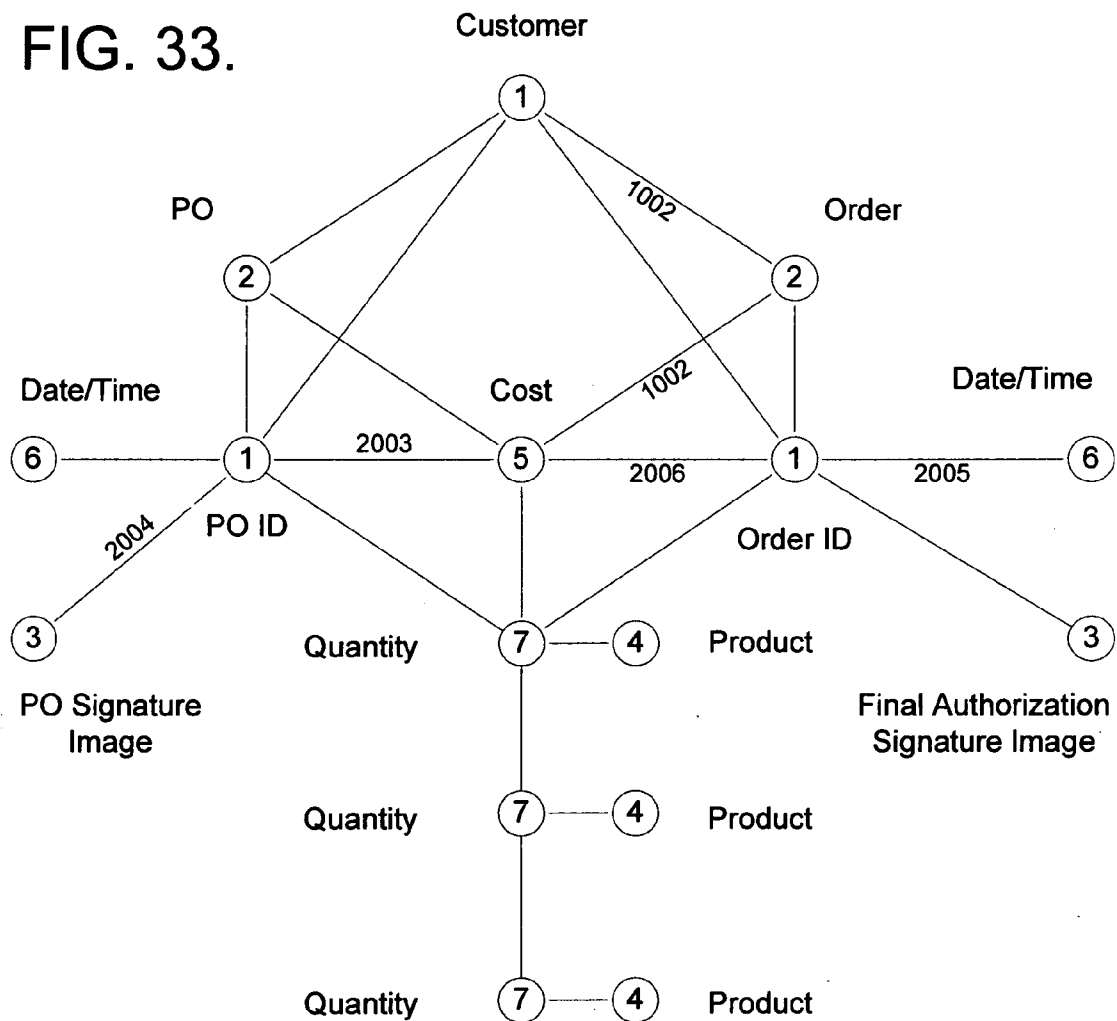 FIG. 33.
Customer
1
1002
PO
Order
2
2
1002
Date/Time
Cost
Date/Time
6
1
2003
5
2006
1
2005
6
2004
PO ID
Order ID
3
Quantity
7
4
Product
3
PO Signature
Image
Final Authorization
Signature Image
Quantity
7
4
Product
Quantity
7
4
Product